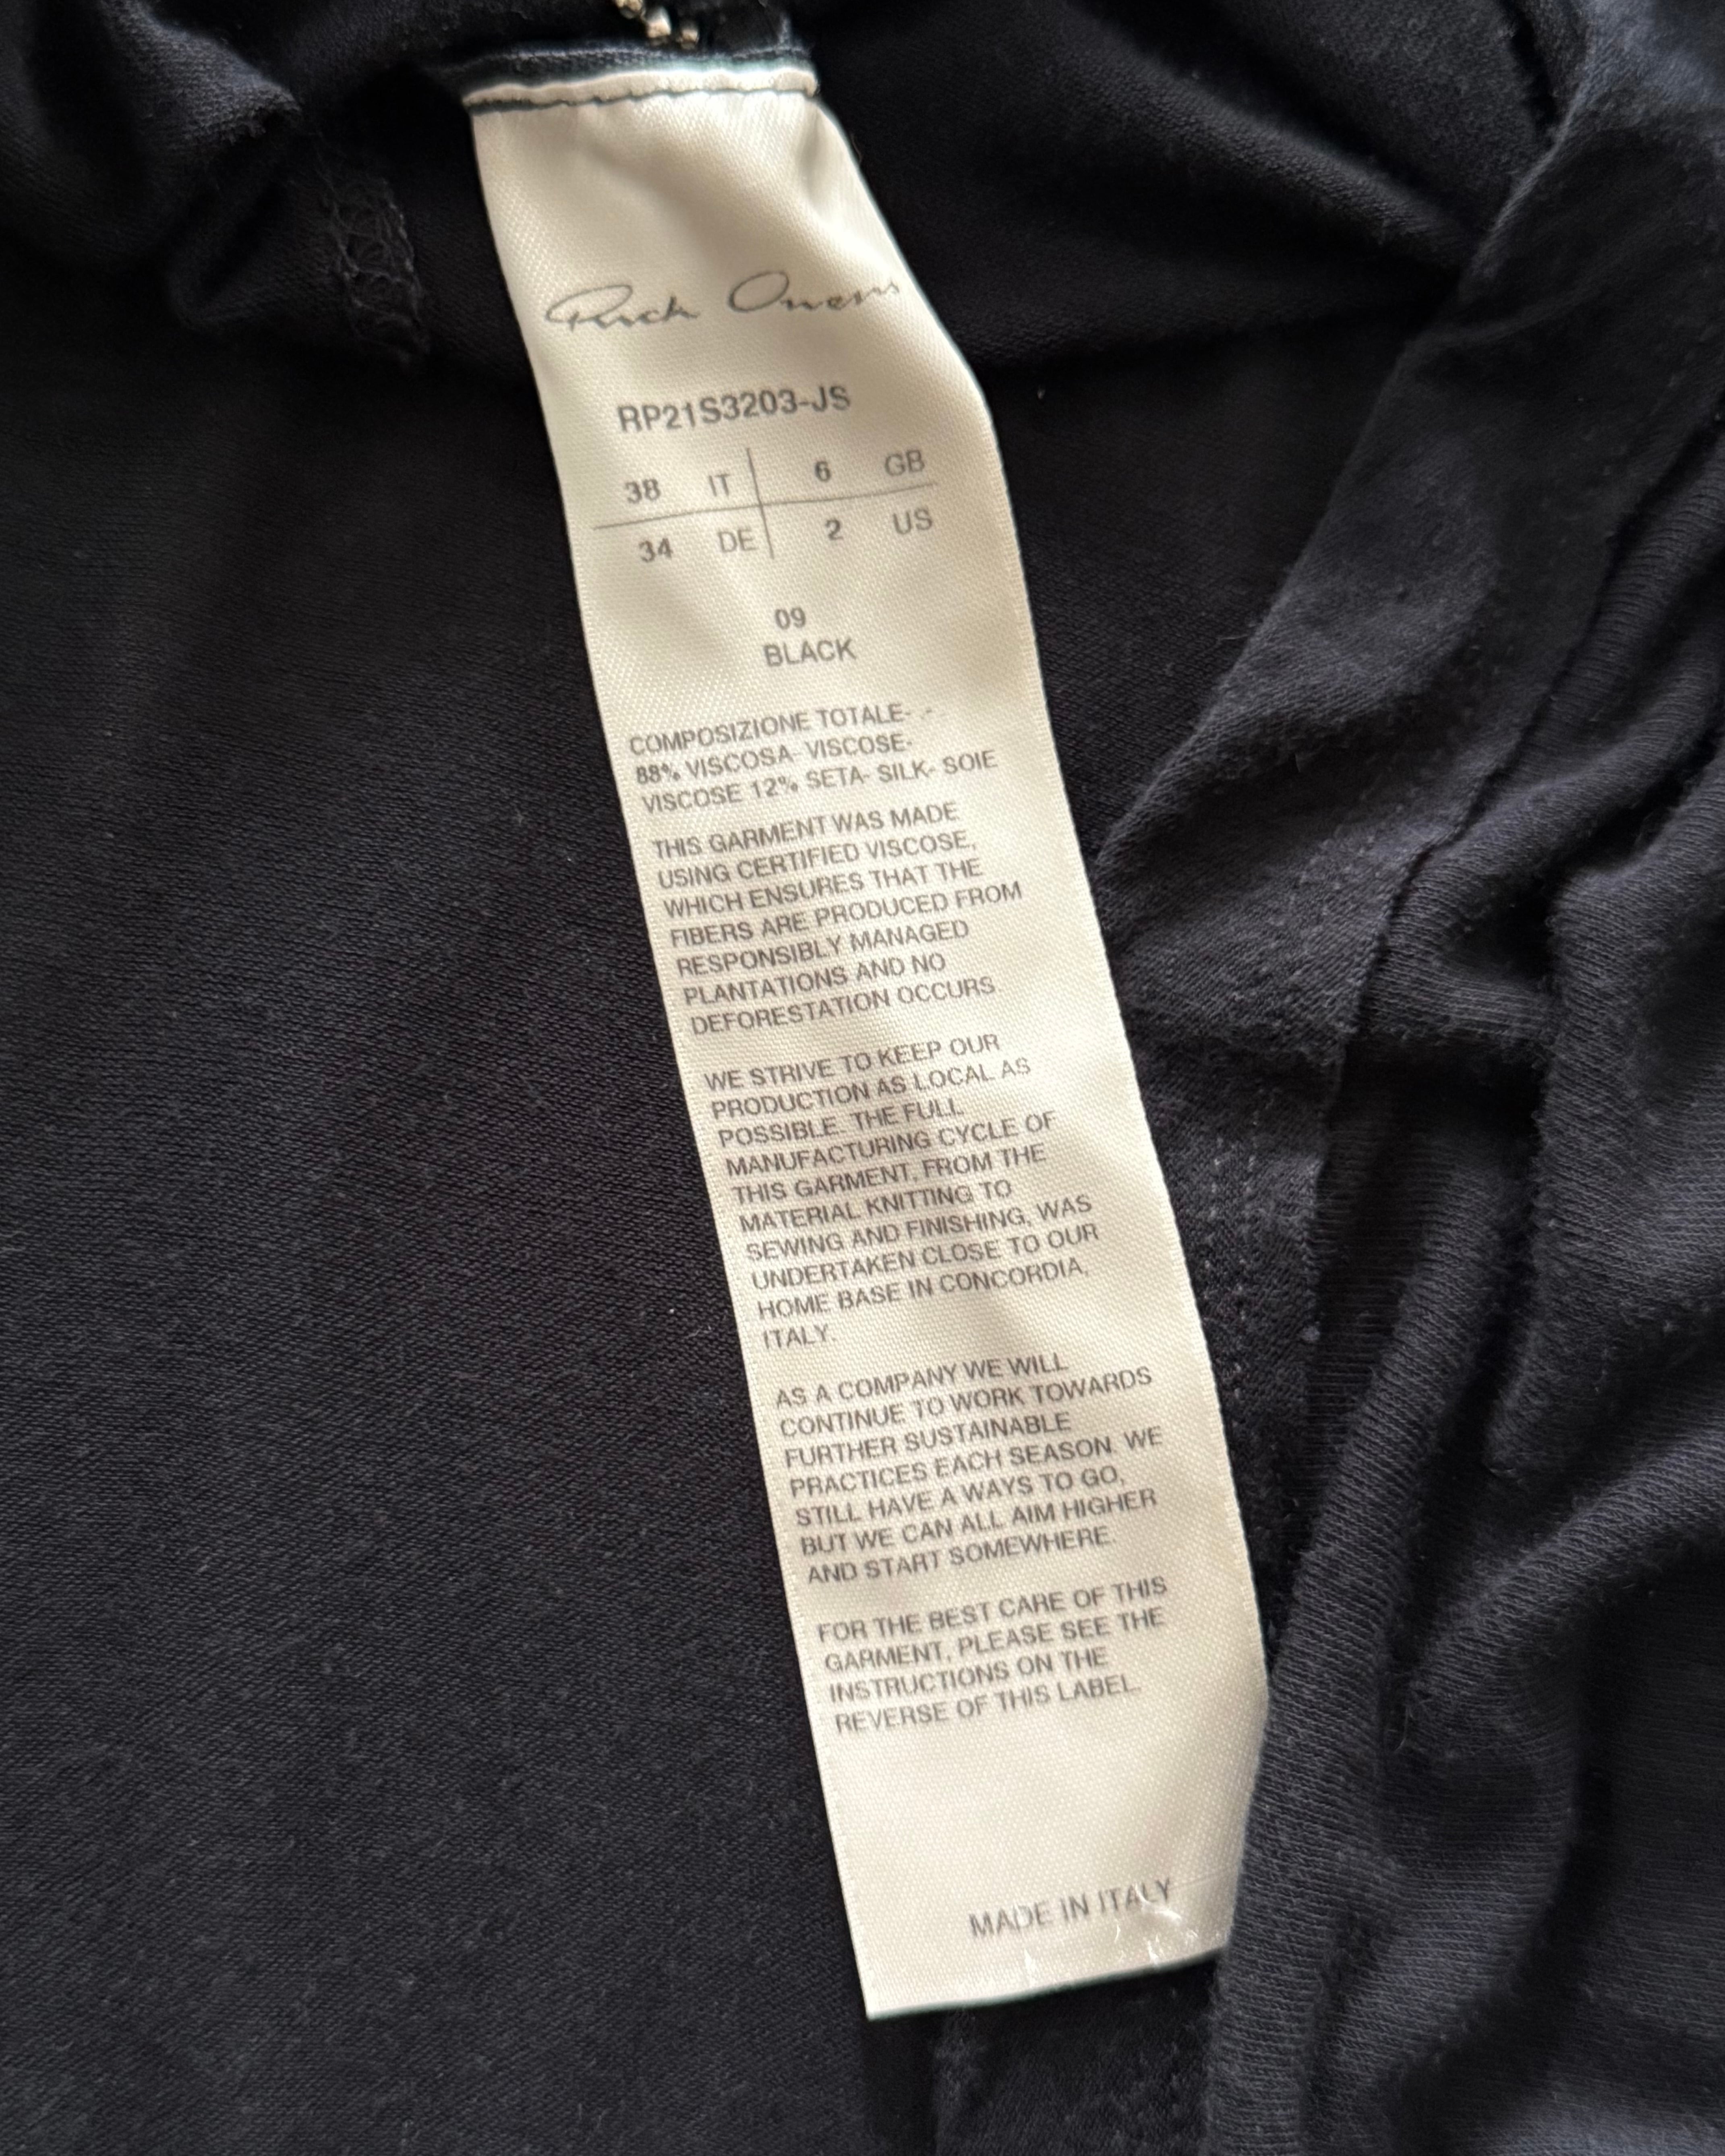 Rick Owens
RP21S3203-JS
38 IT 6 GB
34 DE 2 US
09
BLACK
COMPOSIZIONE TOTALE- .-
88% VISCOSA- VISCOSE-
VISCOSE 12% SETA- SILK- SOIE
THIS GARMENT WAS MADE
USING CERTIFIED VISCOSE,
WHICH ENSURES THAT THE
FIBERS ARE PRODUCED FROM
RESPONSIBLY MANAGED
PLANTATIONS AND NO
DEFORESTATION OCCURS
WE STRIVE TO KEEP OUR
PRODUCTION AS LOCAL AS
POSSIBLE. THE FULL
MANUFACTURING CYCLE OF
THIS GARMENT, FROM THE
MATERIAL KNITTING TO
SEWING AND FINISHING, WAS
UNDERTAKEN CLOSE TO OUR
HOME BASE IN CONCORDIA,
ITALY.
AS A COMPANY WE WILL
CONTINUE TO WORK TOWARDS
FURTHER SUSTAINABLE
PRACTICES EACH SEASON. WE
STILL HAVE A WAYS TO GO,
BUT WE CAN ALL AIM HIGHER
AND START SOMEWHERE.
FOR THE BEST CARE OF THIS
GARMENT, PLEASE SEE THE
INSTRUCTIONS ON THE
REVERSE OF THIS LABEL.
MADE IN ITALY